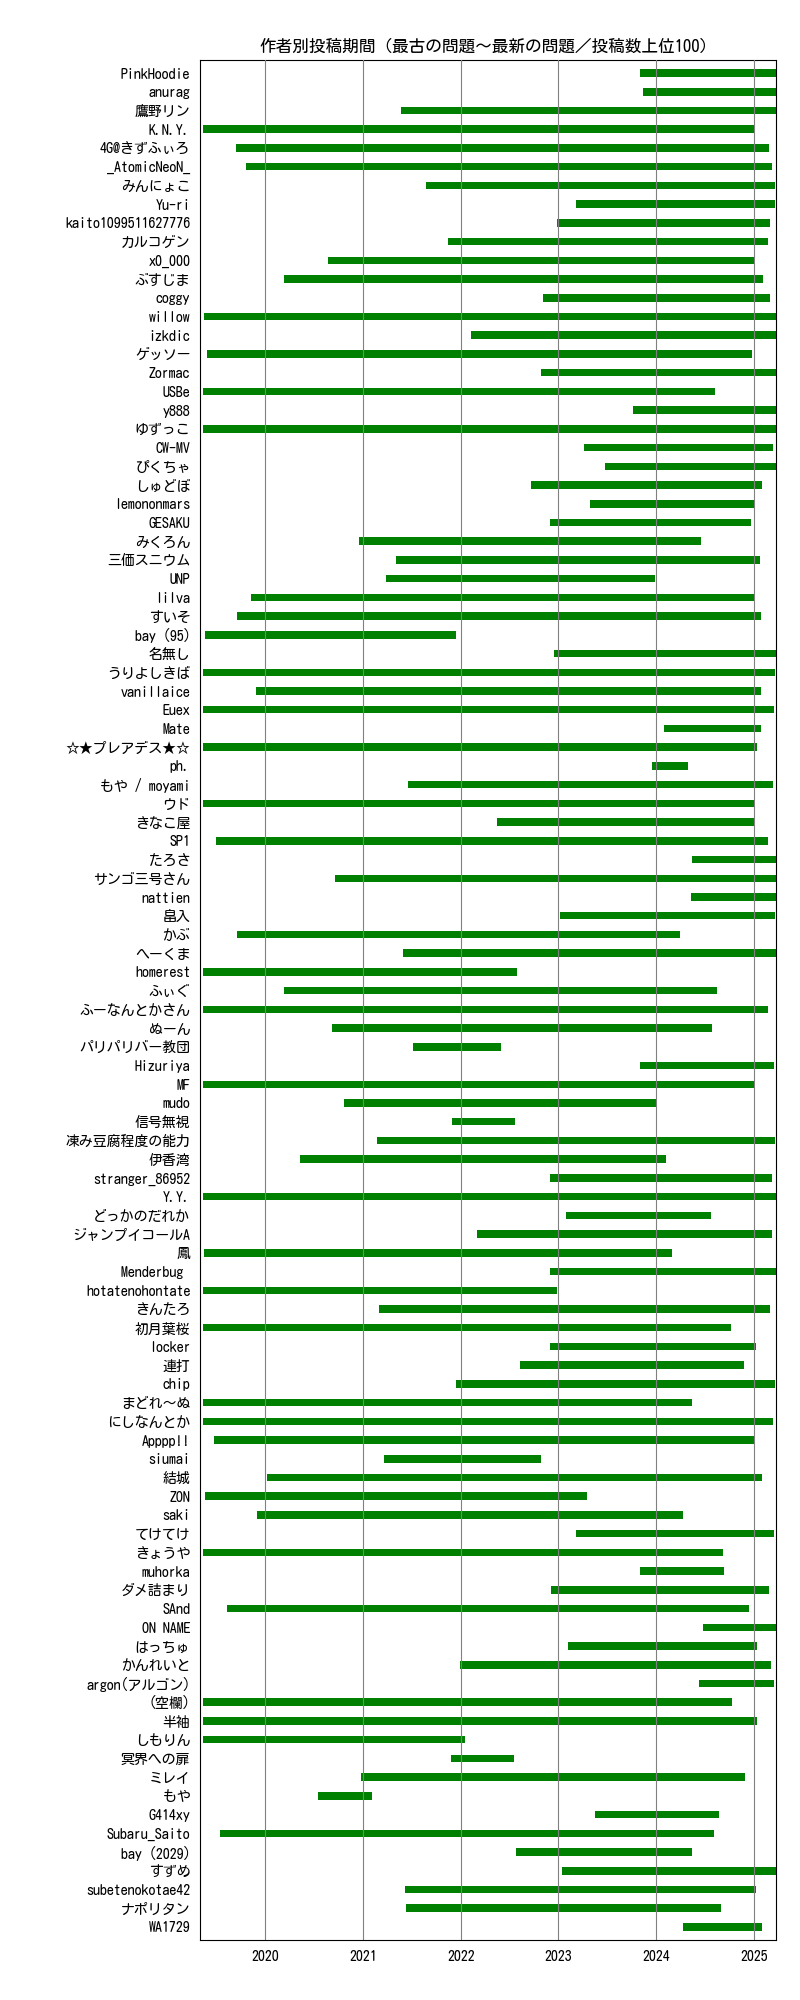 作者別投稿期間（最古の問題～最新の問題／投稿数上位100）
PinkHoodie
anurag
鷹野リン
K.N.Y.
4G@きずふぃろ
_AtomicNeoN_
みんにょこ
Yu-ri
kaito1099511627776
カルコゲン
x0_000
ぶすじま
coggy
willow
izkdic
ゲッソー
Zormac
USBe
y888
ゆずっこ
CW-MV
ぴくちゃ
しゅどぼ
lemononmars
GESAKU
みくろん
三価スニウム
UNP
lilva
すいそ
bay (95)
名無し
うりよしきば
vanillaice
Euex
Mate
☆★プレアデス★☆
ph.
もや / moyami
ウド
きなこ屋
SP1
たろさ
サンゴ三号さん
nattien
畠入
かぶ
へーくま
homerest
ふぃぐ
ふーなんとかさん
ぬーん
パリパリバー教団
Hizuriya
MF
mudo
信号無視
凍み豆腐程度の能力
伊香湾
stranger_86952
Y.Y.
どっかのだれか
ジャンプイコールA
鳳
Menderbug
hotatenohontate
きんたろ
初月葉桜
locker
連打
chip
まどれ～ぬ
にしなんとか
Appppl!
siumai
結城
ZON
saki
てけてけ
きょうや
muhorka
ダメ詰まり
SAnd
ON NAME
はっちゅ
かんれいと
argon(アルゴン)
(空欄)
半袖
しもりん
冥界への扉
ミレイ
もや
G414xy
Subaru_Saito
bay (2029)
すずめ
subetenokotae42
ナポリタン
WA1729
2020 2021 2022 2023 2024 2025